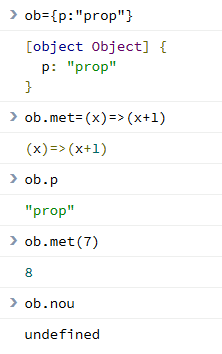 ob={p:"prop"}
[object Object] {
p: "prop"
}
ob.met=(x)=>(x+1)
(x)=>(x+1)
ob.p
"prop"
ob.met(7)
8
ob.nou
undefined